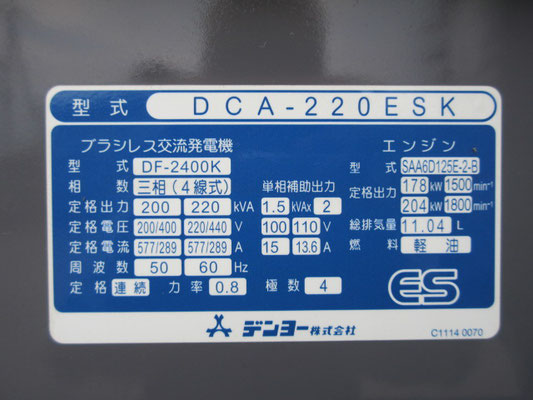 型式 DCA-220ESK
ブラシレス交流発電機
型式 DF-2400K
相数 三相(4線式) 単相補助出力
定格出力 200 220 kVA 1.5 kVAx 2
定格電圧 200/400 220/440 V 100 110 V
定格電流 577/289 577/289 A 15 13.6 A
周波数 50 60 Hz
定格 連続 力率 0.8 極数 4
エンジン
型式 SAA6D125E-2-B
定格出力 178 kW 1500 min⁻¹
204 kW 1800 min⁻¹
総排気量 11.04 L
燃料 軽油
ES
デンヨー株式会社
C1114 0070